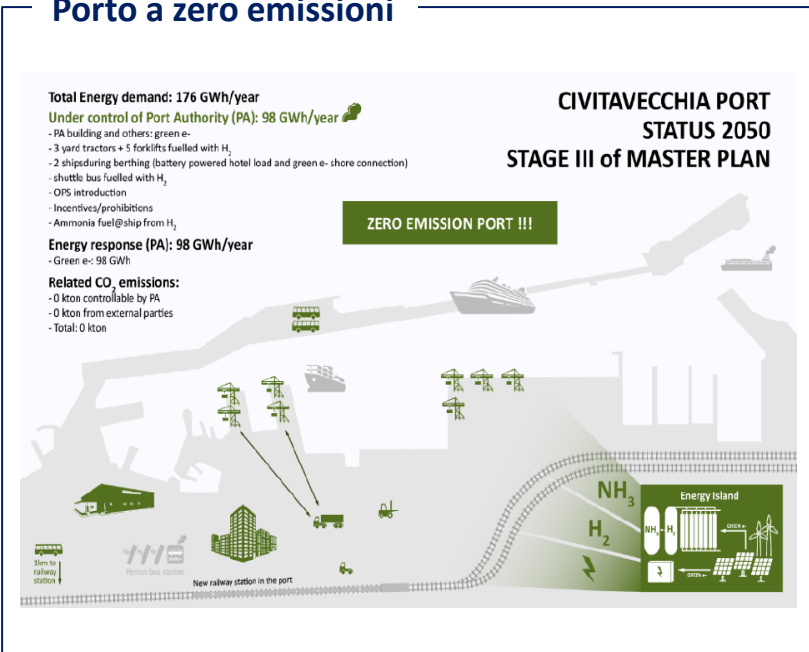 Porto a zero emissioni
Total Energy demand: 176 GWh/year
Under control of Port Authority (PA): 98 GWh/year
- PA building and others: green e-
- 3 yard tractors + 5 forklifts fuelled with H2
- 2 shipsduring berthing (battery powered hotel load and green e- shore connection)
- shuttle bus fuelled with H2
- OPS introduction
- Incentives/prohibitions
- Ammonia fuel@ship from H2
Energy response (PA): 98 GWh/year
- Green e-: 98 GWh
Related CO2 emissions:
- 0 kton controllable by PA
- 0 kton from external parties
- Total: 0 kton
CIVITAVECCHIA PORT
STATUS 2050
STAGE III of MASTER PLAN
ZERO EMISSION PORT !!!
NH3
H2
Energy Island
NH3
H2
GREEN e-
GREEN e-
1km to
railway
station
Ferrari bus station
New railway station in the port